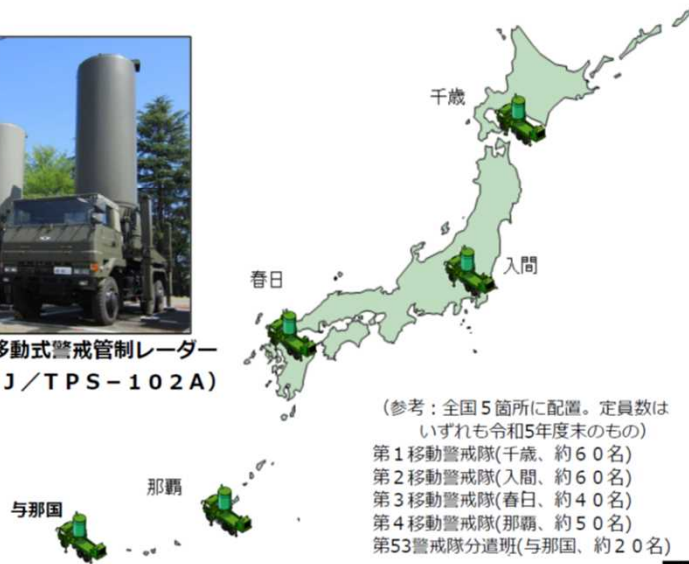 千歳
入間
春日
移動式警戒管制レーダー
J／TPS－102A）
那覇
与那国
（参考：全国５箇所に配置。定員数は
いずれも令和5年度末のもの）
第１移動警戒隊(千歳、約６０名)
第２移動警戒隊(入間、約６０名)
第３移動警戒隊(春日、約４０名)
第４移動警戒隊(那覇、約５０名)
第53警戒隊分遣班(与那国、約２０名)